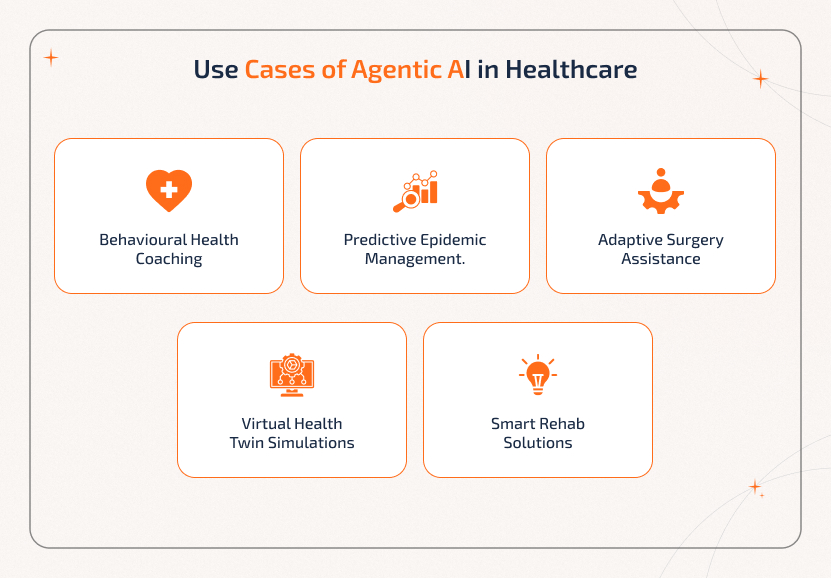 Use Cases of Agentic AI in Healthcare
Behavioural Health
Coaching
Predictive Epidemic
Management.
Adaptive Surgery
Assistance
Virtual Health
Twin Simulations
Smart Rehab
Solutions